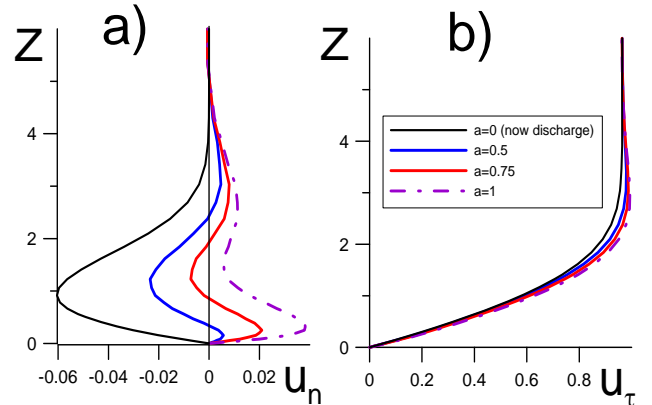 a)
Z
4
2
0
-0.06 -0.04 -0.02 0 0.02
u_n
b)
Z
a=0 (now discharge)
a=0.5
a=0.75
a=1
4
2
0
0 0.2 0.4 0.6 0.8
u_τ